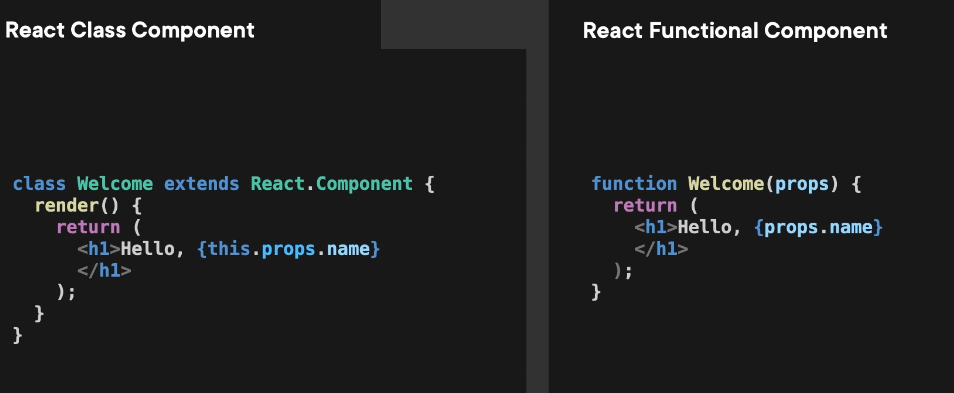 React Class Component
class Welcome extends React.Component {
  render() {
    return (
      <h1>Hello, {this.props.name}
      </h1>
    );
  }
}
React Functional Component
function Welcome(props) {
  return (
    <h1>Hello, {props.name}
    </h1>
  );
}